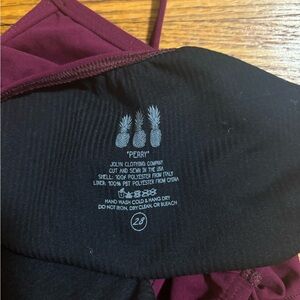 "PERRY"
JOLYN CLOTHING COMPANY
CUT AND SEWN IN THE USA
SHELL: 100% POLYESTER FROM ITALY
LINER: 100% PBT POLYESTER FROM CHINA
HAND WASH COLD & HANG DRY
DO NOT IRON, DRY CLEAN, OR BLEACH
28